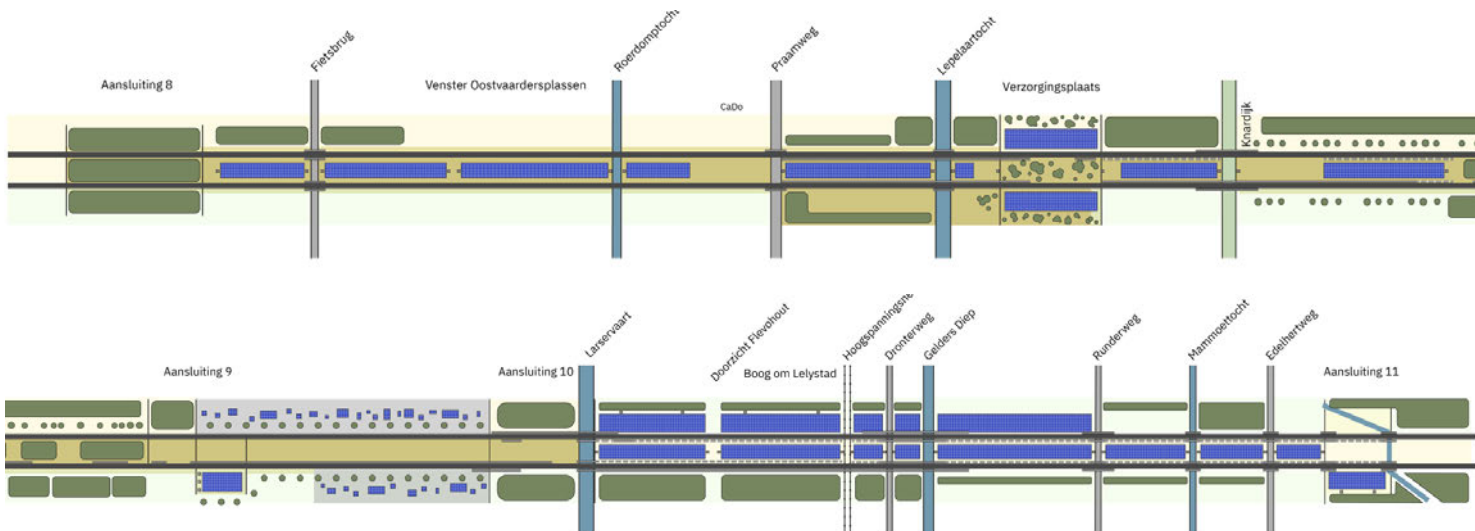 Aansluiting 8
Fietsbrug
Venster Oostvaardersplassen
Roerdomptocht
CaDo
Praamweg
Lepelaartocht
Verzorgingsplaats
Knardijk
Aansluiting 9
Aansluiting 10
Larservaart
Doorzicht Flevohout
Boog om Lelystad
Dronterweg
Gelders Diep
Runderweg
Mammoettocht
Edelhertweg
Aansluiting 11